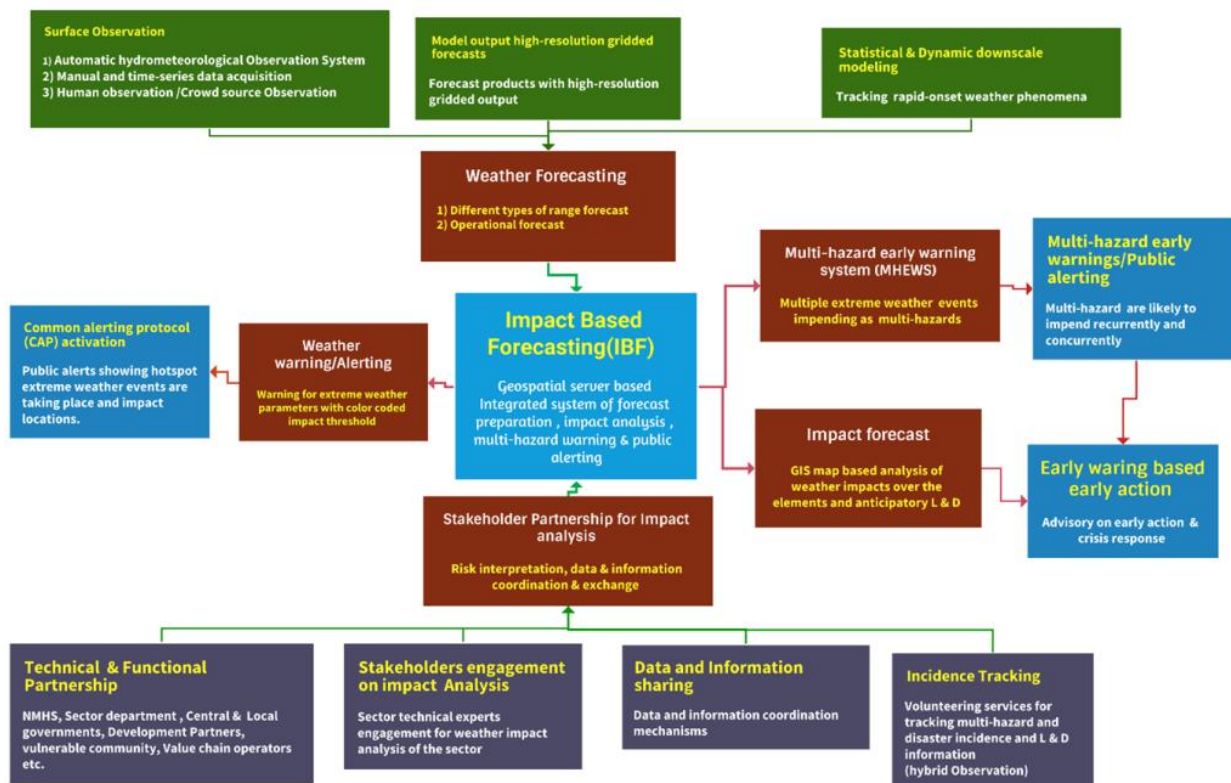 Surface Observation
1) Automatic hydrometeorological Observation System
2) Manual and time-series data acquisition
3) Human observation /Crowd source Observation
Model output high-resolution gridded
forecasts
Forecast products with high-resolution
gridded output
Statistical & Dynamic downscale
modeling
Tracking rapid-onset weather phenomena
Weather Forecasting
1) Different types of range forecast
2) Operational forecast
Common alerting protocol
(CAP) activation
Public alerts showing hotspot
extreme weather events are
taking place and impact
locations.
Weather
warning/Alerting
Warning for extreme weather
parameters with color coded
impact threshold
Impact Based
Forecasting(IBF)
Geospatial server based
Integrated system of forecast
preparation , impact analysis ,
multi-hazard warning & public
alerting
Multi-hazard early warning
system (MHEWS)
Multiple extreme weather events
impending as multi-hazards
Multi-hazard early
warnings/Public
alerting
Multi-hazard are likely to
impend recurrently and
concurrently
Impact forecast
GIS map based analysis of
weather impacts over the
elements and anticipatory L & D
Early waring based
early action
Advisory on early action &
crisis response
Stakeholder Partnership for Impact
analysis
Risk interpretation, data & information
coordination & exchange
Technical & Functional
Partnership
NMHS, Sector department , Central & Local
governments, Development Partners,
vulnerable community, Value chain operators
etc.
Stakeholders engagement
on impact Analysis
Sector technical experts
engagement for weather impact
analysis of the sector
Data and Information
sharing
Data and information coordination
mechanisms
Incidence Tracking
Volunteering services for
tracking multi-hazard and
disaster incidence and L & D
information
(hybrid Observation)